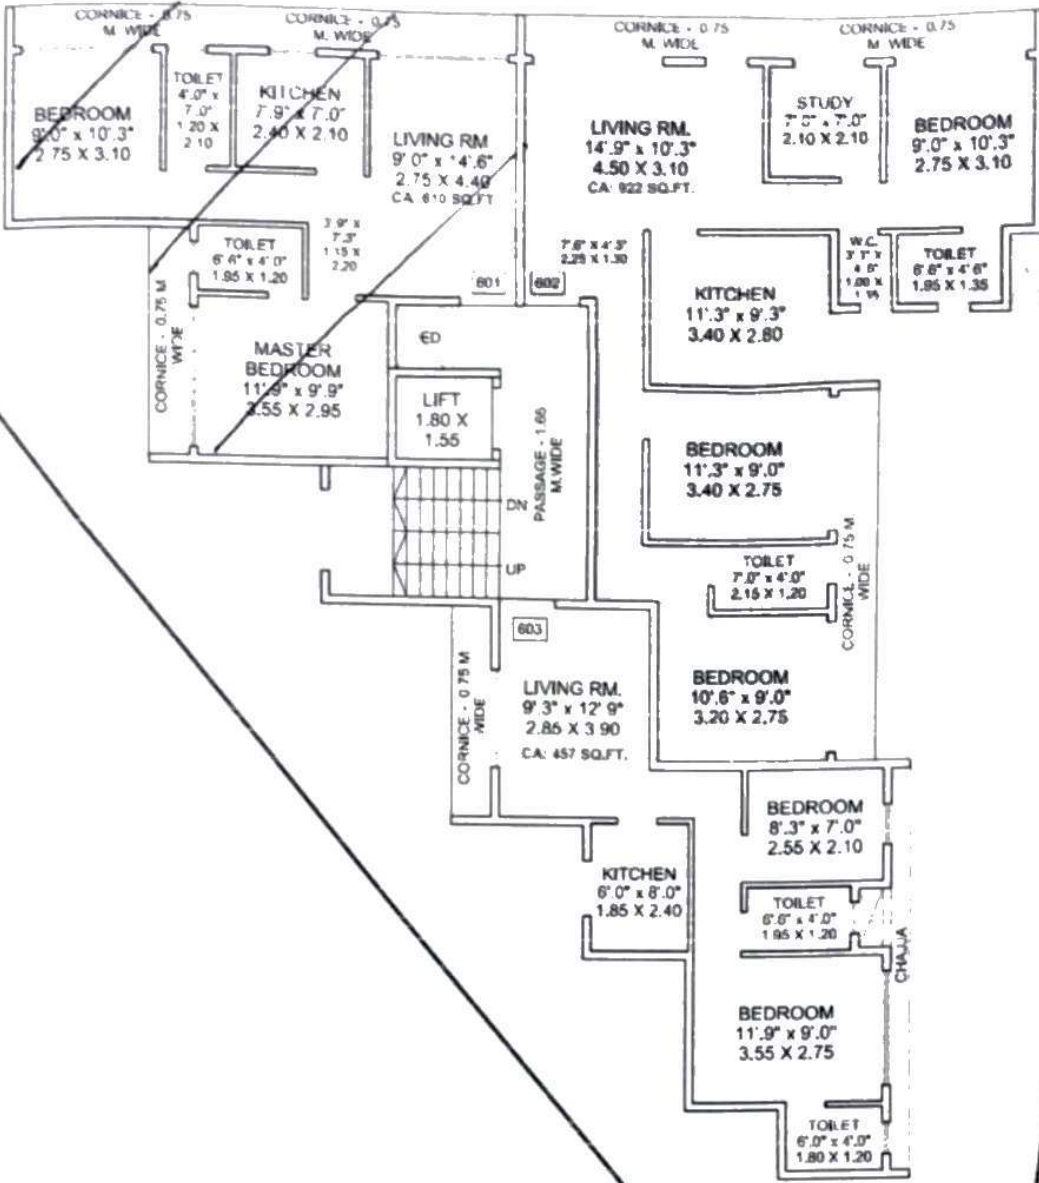 CORNICE - 0.75
M. WIDE
CORNICE - 0.75
M. WIDE
CORNICE - 0.75
M. WIDE
CORNICE - 0.75
M. WIDE
BEDROOM
9'.0" x 10'.3"
2.75 X 3.10
TOILET
4'.0" x
7'.0"
1.20 X
2.10
KITCHEN
7'.9" x 7'.0"
2.40 X 2.10
LIVING RM
9'.0" x 14'.6"
2.75 X 4.40
CA: 610 SQ.FT
LIVING RM.
14'.9" x 10'.3"
4.50 X 3.10
CA: 922 SQ.FT.
STUDY
7'.0" x 7'.0"
2.10 X 2.10
BEDROOM
9'.0" x 10'.3"
2.75 X 3.10
TOILET
6'.6" x 4'.0"
1.95 X 1.20
3'.9" x
7'.3"
1.15 X
2.20
7'.6" x 4'.3"
2.25 x 1.30
W.C.
TOILET
6'.6" x 4'.6"
1.95 X 1.35
601
602
KITCHEN
11'.3" x 9'.3"
3.40 X 2.80
CORNICE - 0.75 M
WIDE
MASTER
BEDROOM
11'.9" x 9'.9"
3.55 X 2.95
ED
LIFT
1.80 X
1.55
PASSAGE - 1.65
M.WIDE
BEDROOM
11'.3" x 9'.0"
3.40 X 2.75
DN
UP
TOILET
7'.0" x 4'.0"
2.15 X 1.20
CORNICE - 0.75 M
WIDE
603
BEDROOM
10'.6" x 9'.0"
3.20 X 2.75
CORNICE - 0.75 M
WIDE
LIVING RM.
9'.3" x 12'.9"
2.85 X 3.90
CA: 457 SQ.FT.
BEDROOM
8'.3" x 7'.0"
2.55 X 2.10
KITCHEN
6'.0" x 8'.0"
1.85 X 2.40
TOILET
6'.6" x 4'.0"
1.95 X 1.20
CHAJJA
BEDROOM
11'.9" x 9'.0"
3.55 X 2.75
TOILET
6'.0" x 4'.0"
1.80 X 1.20